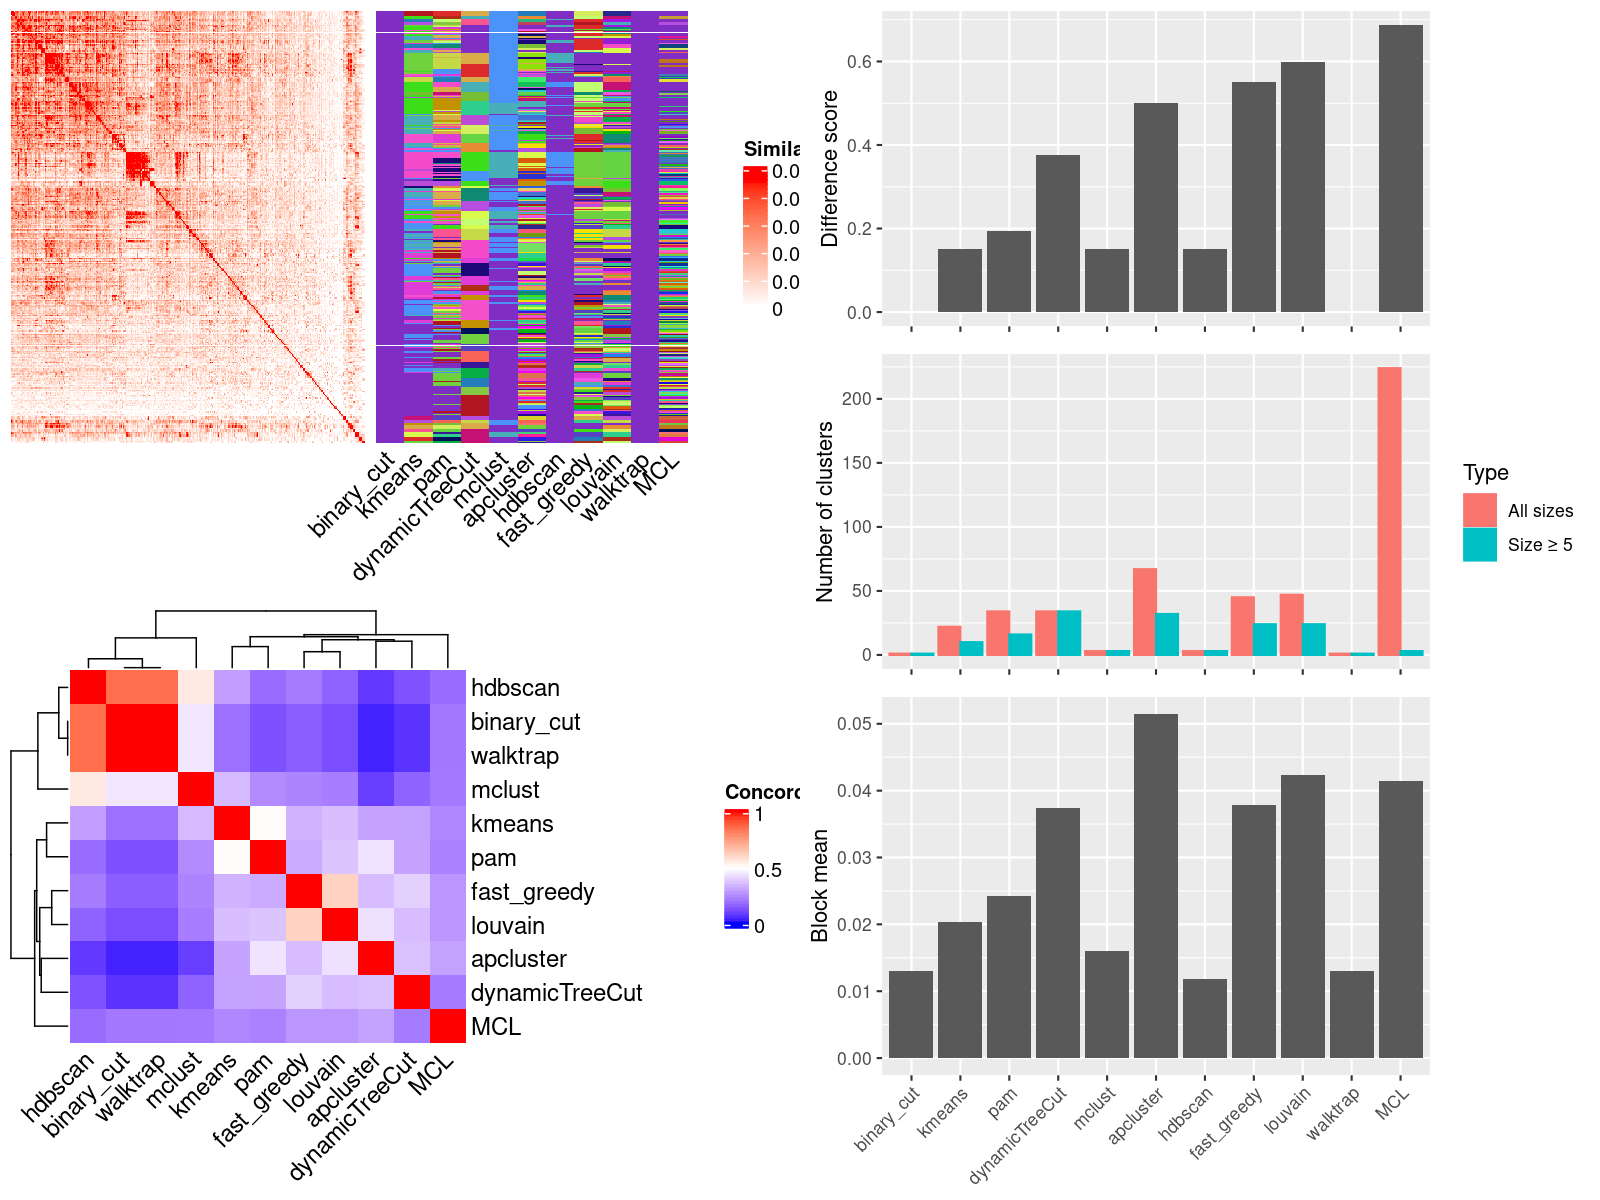 Simila
0.0
0.0
0.0
0.0
0.0
0
binary_cut
kmeans
pam
dynamicTreeCut
mclust
apcluster
hdbscan
fast_greedy
louvain
walktrap
MCL
hdbscan
binary_cut
walktrap
mclust
kmeans
pam
fast_greedy
louvain
apcluster
dynamicTreeCut
MCL
hdbscan
binary_cut
walktrap
mclust
kmeans
pam
fast_greedy
louvain
apcluster
dynamicTreeCut
MCL
Concord
1
0.5
0
Difference score
0.6
0.4
0.2
0.0
Number of clusters
200
150
100
50
0
Type
All sizes
Size ≥ 5
Block mean
0.05
0.04
0.03
0.02
0.01
0.00
binary_cut
kmeans
pam
dynamicTreeCut
mclust
apcluster
hdbscan
fast_greedy
louvain
walktrap
MCL